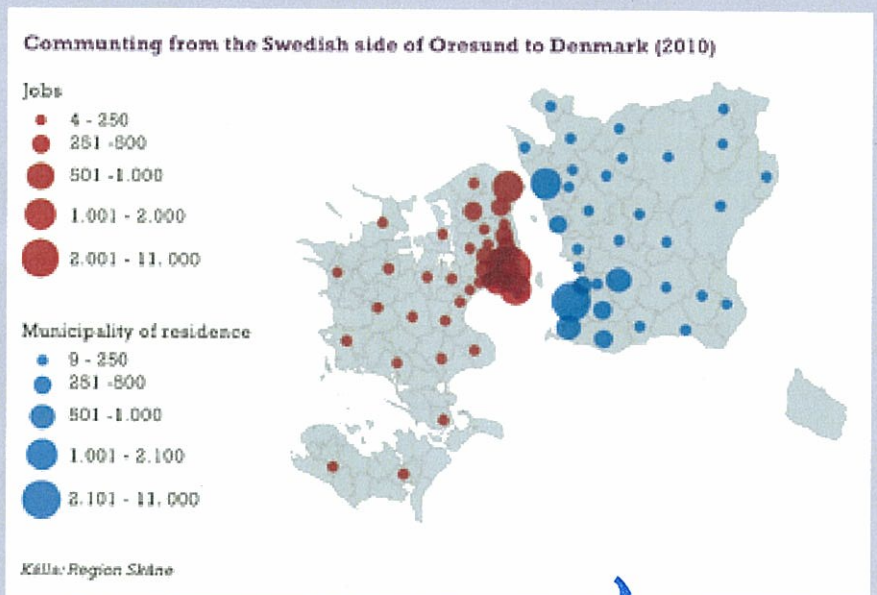 Communting from the Swedish side of Oresund to Denmark (2010)
Jobs
4 - 250
251 -500
501 -1.000
1.001 - 2.000
2.001 - 11.000
Municipality of residence
9 - 250
251 -500
501 -1.000
1.001 - 2.100
2.101 - 11.000
Källa: Region Skåne